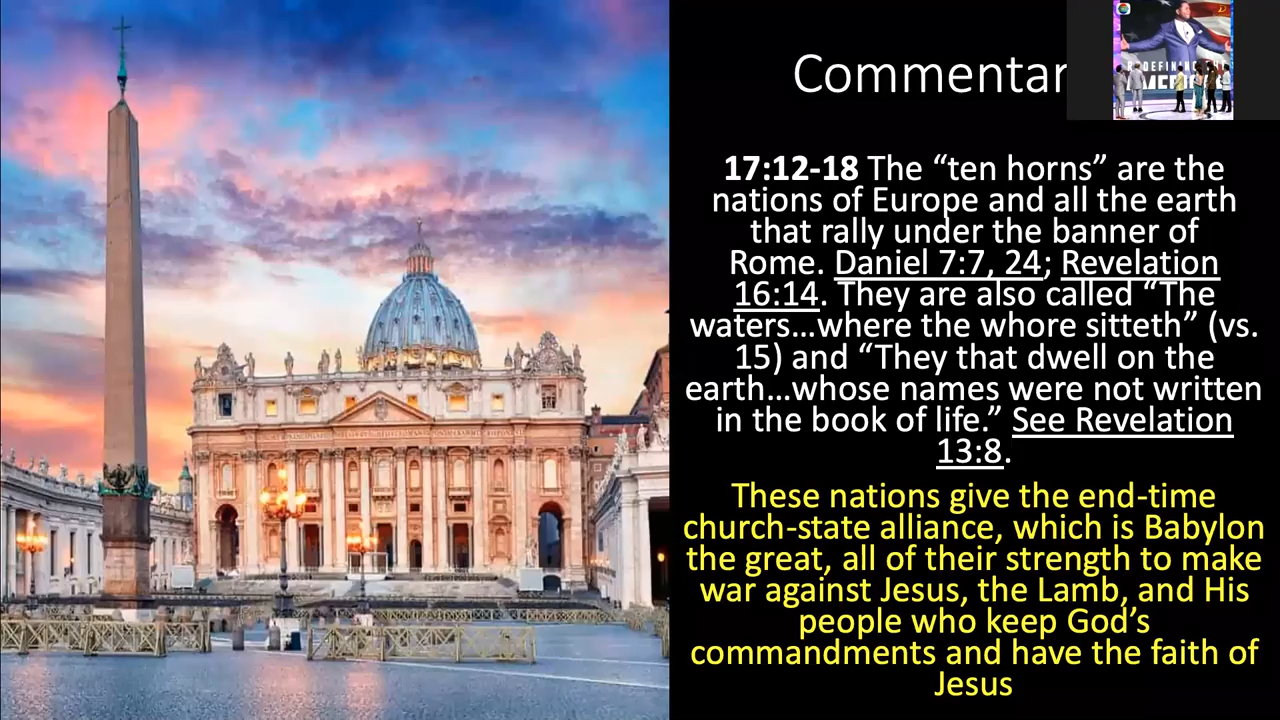 Commentar
REDEFINING THE
AMERI
17:12-18 The “ten horns” are the
nations of Europe and all the earth
that rally under the banner of
Rome. Daniel 7:7, 24; Revelation
16:14. They are also called “The
waters…where the whore sitteth” (vs.
15) and “They that dwell on the
earth…whose names were not written
in the book of life.” See Revelation
13:8.
These nations give the end-time
church-state alliance, which is Babylon
the great, all of their strength to make
war against Jesus, the Lamb, and His
people who keep God’s
commandments and have the faith of
Jesus